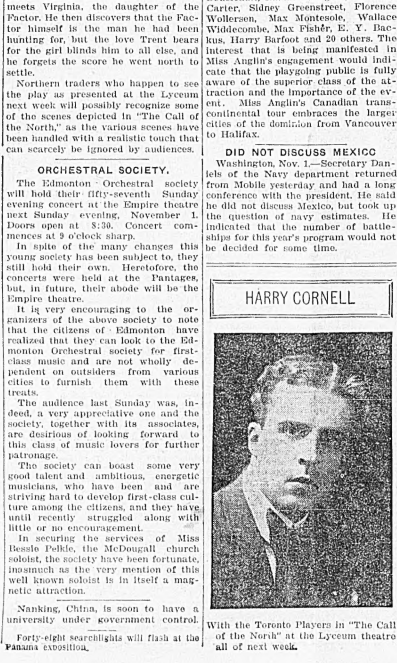 meets Virginia, the daughter of the
Factor. He then discovers that the Fac-
tor himself is the man he had been
hunting for, but the love Trent bears
for the girl blinds him to all else, and
he forgets the score he went north to
settle.
Northern traders who happen to see
the play as presented at the Lyceum
next week will possibly recognize some
of the scenes depicted in "The Call of
the North," as the various scenes have
been handled with a realistic touch that
can scarcely be ignored by audiences.
ORCHESTRAL SOCIETY.
The Edmonton Orchestral society
will hold their fifty-seventh Sunday
evening concert at the Empire theatre
next Sunday evening, November 1.
Doors open at 8:30. Concert com-
mences at 9 o'clock sharp.
In spite of the many changes this
young society has been subject to, they
still hold their own. Heretofore, the
concerts were held at the Pantages,
but, in future, their abode will be the
Empire theatre.
It is very encouraging to the or-
ganizers of the above society to note
that the citizens of Edmonton have
realized that they can look to the Ed-
monton Orchestral society for first-
class music and are not wholly de-
pendent on outsiders from various
cities to furnish them with these
treats.
The audience last Sunday was, in-
deed, a very appreciative one and the
society, together with its associates,
are desirious of looking forward to
this class of music lovers for further
patronage.
The society can boast some very
good talent and ambitious, energetic
musicians, who have been and are
striving hard to develop first-class cul-
ture among the citizens, and they have
until recently struggled along with
little or no encouragement.
In securing the services of Miss
Bessie Pelkie, the McDougall church
soloist, the society have been fortunate,
inasmuch as the very mention of this
well known soloist is in itself a mag-
netic attraction.
Nanking, China, is soon to have a
university under government control.
Forty-eight searchlights will flash at the
Panama exposition.
Carter, Sidney Greenstreet, Florence
Wollersen, Max Montesole, Wallace
Widdecombe, Max Fisher, E. Y. Bac-
kus, Harry Barfoot and 20 others. The
interest that is being manifested in
Miss Anglin's engagement would indi-
cate that the playgoing public is fully
aware of the superior class of the at-
traction and the importance of the ev-
ent. Miss Anglin's Canadian trans-
continental tour embraces the larger
cities of the dominion from Vancouver
to Halifax.
DID NOT DISCUSS MEXICO
Washington, Nov. 1.—Secretary Dan-
iels of the Navy department returned
from Mobile yesterday and had a long
conference with the president. He said
he did not discuss Mexico, but took up
the question of navy estimates. He
indicated that the number of battle-
ships for this year's program would not
be decided for some time.
HARRY CORNELL
With the Toronto Players in "The Call
of the North" at the Lyceum theatre
all of next week.